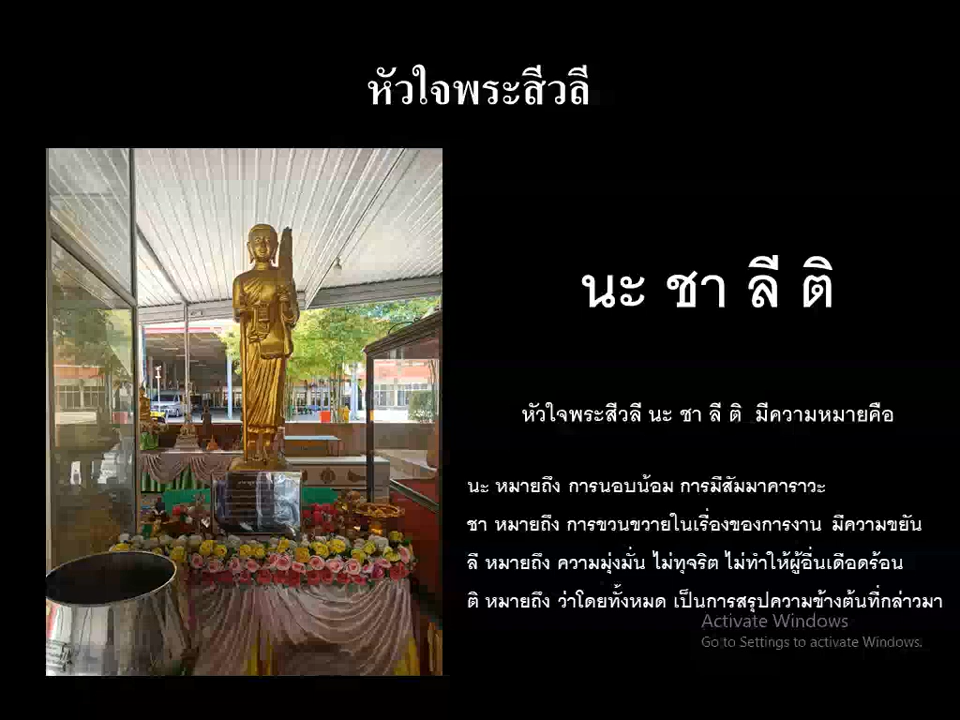 หัวใจพระสีวลี
นะ ชา ลี ติ
หัวใจพระสีวลี นะ ชา ลี ติ มีความหมายคือ
นะ หมายถึง การนอบน้อม การมีสัมมาคาราวะ
ชา หมายถึง การขวนขวายในเรื่องของการงาน มีความขยัน
ลี หมายถึง ความมุ่งมั่น ไม่ทุจริต ไม่ทำให้ผู้อื่นเดือดร้อน
ติ หมายถึง ว่าโดยทั้งหมด เป็นการสรุปความข้างต้นที่กล่าวมา
Activate Windows
Go to Settings to activate Windows.